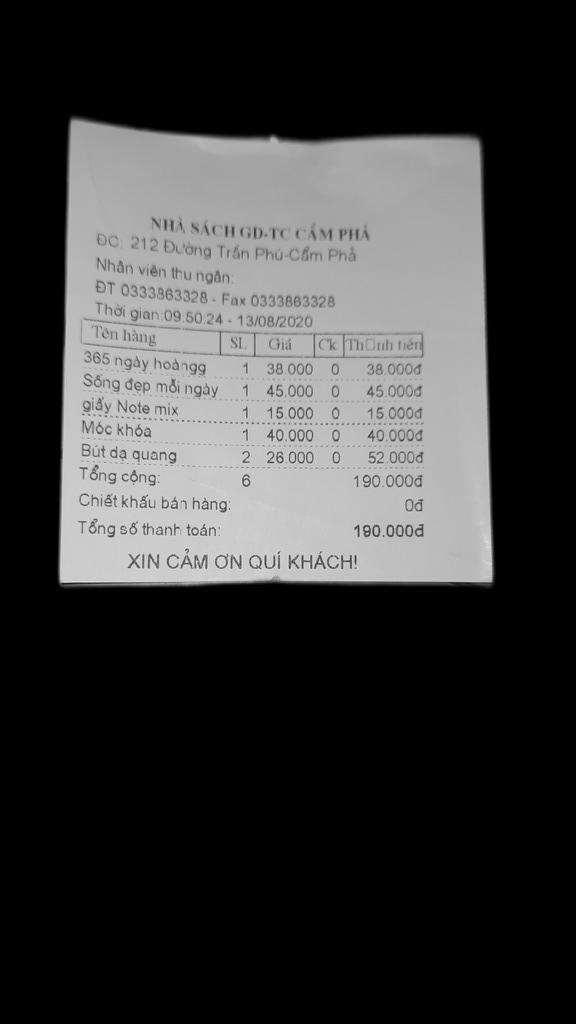 NHÀ SÁCH GD-TC CẨM PHẢ
ĐC: 212 Đường Trần Phú-Cẩm Phả
Nhân viên thu ngân:
ĐT 0333863328 - Fax 0333863328
Thời gian:09:50:24 - 13/08/2020
Tên hàng SL Giá Ck Th□nh tiền
365 ngày hoàngg 1 38.000 0 38.000đ
Sống đẹp mỗi ngày 1 45.000 0 45.000đ
giấy Note mix 1 15.000 0 15.000đ
Móc khóa 1 40.000 0 40.000đ
Bút dạ quang 2 26.000 0 52.000đ
Tổng cộng: 6 190.000đ
Chiết khấu bán hàng: 0đ
Tổng số thanh toán: 190.000đ
XIN CẢM ƠN QUÍ KHÁCH!